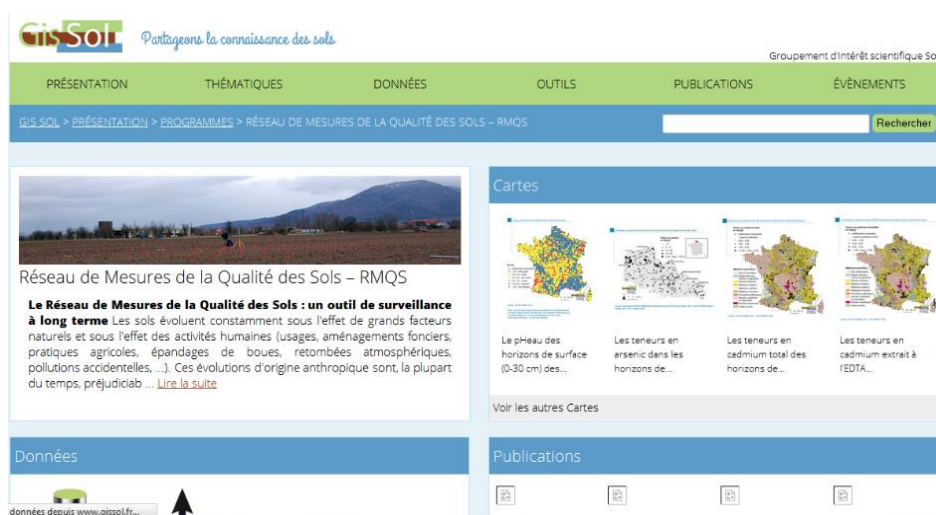 Gis Sol Partageons la connaissance des sols
Groupement d'intérêt scientifique So
PRÉSENTATION THÉMATIQUES DONNÉES OUTILS PUBLICATIONS ÉVÈNEMENTS
GIS SOL > PRÉSENTATION > PROGRAMMES > RÉSEAU DE MESURES DE LA QUALITÉ DES SOLS – RMQS Rechercher
Réseau de Mesures de la Qualité des Sols – RMQS
Le Réseau de Mesures de la Qualité des Sols : un outil de surveillance
à long terme Les sols évoluent constamment sous l'effet de grands facteurs
naturels et sous l'effet des activités humaines (usages, aménagements fonciers,
pratiques agricoles, épandages de boues, retombées atmosphériques,
pollutions accidentelles, ...). Ces évolutions d'origine anthropique sont, la plupart
du temps, préjudiciab ... Lire la suite
Cartes
Le pHeau des
horizons de surface
(0-30 cm) des...
Les teneurs en
arsenic dans les
horizons de...
Les teneurs en
cadmium total des
horizons de...
Les teneurs en
cadmium extrait à
l'EDTA...
Voir les autres Cartes
Données
Publications
données depuis www.gissol.fr...